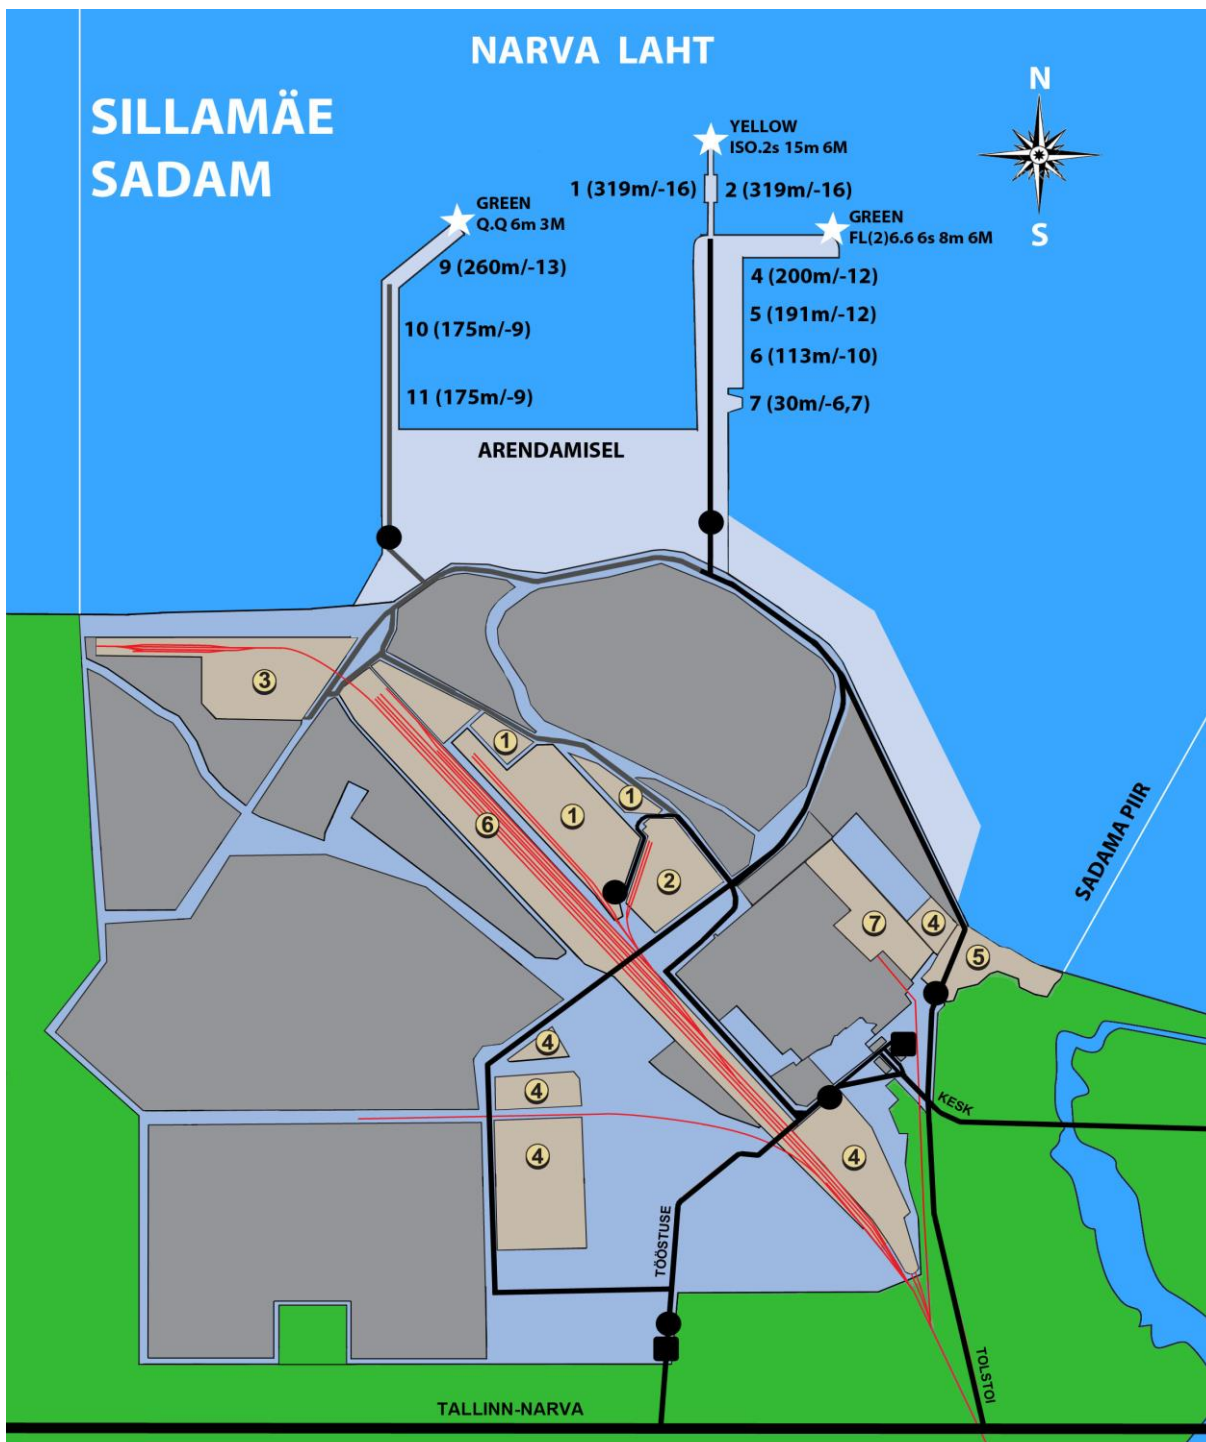 NARVA LAHT
SILLAMÄE
SADAM
N
S
YELLOW
ISO.2s 15m 6M
1 (319m/-16)
2 (319m/-16)
GREEN
Q.Q 6m 3M
GREEN
FL(2)6.6 6s 8m 6M
9 (260m/-13)
4 (200m/-12)
10 (175m/-9)
5 (191m/-12)
6 (113m/-10)
11 (175m/-9)
7 (30m/-6,7)
ARENDAMISEL
3
1
1
1
6
2
7
4
5
SADAMA PIIR
4
4
4
4
KESK
TÖÖSTUSE
TOLSTOI
TALLINN-NARVA